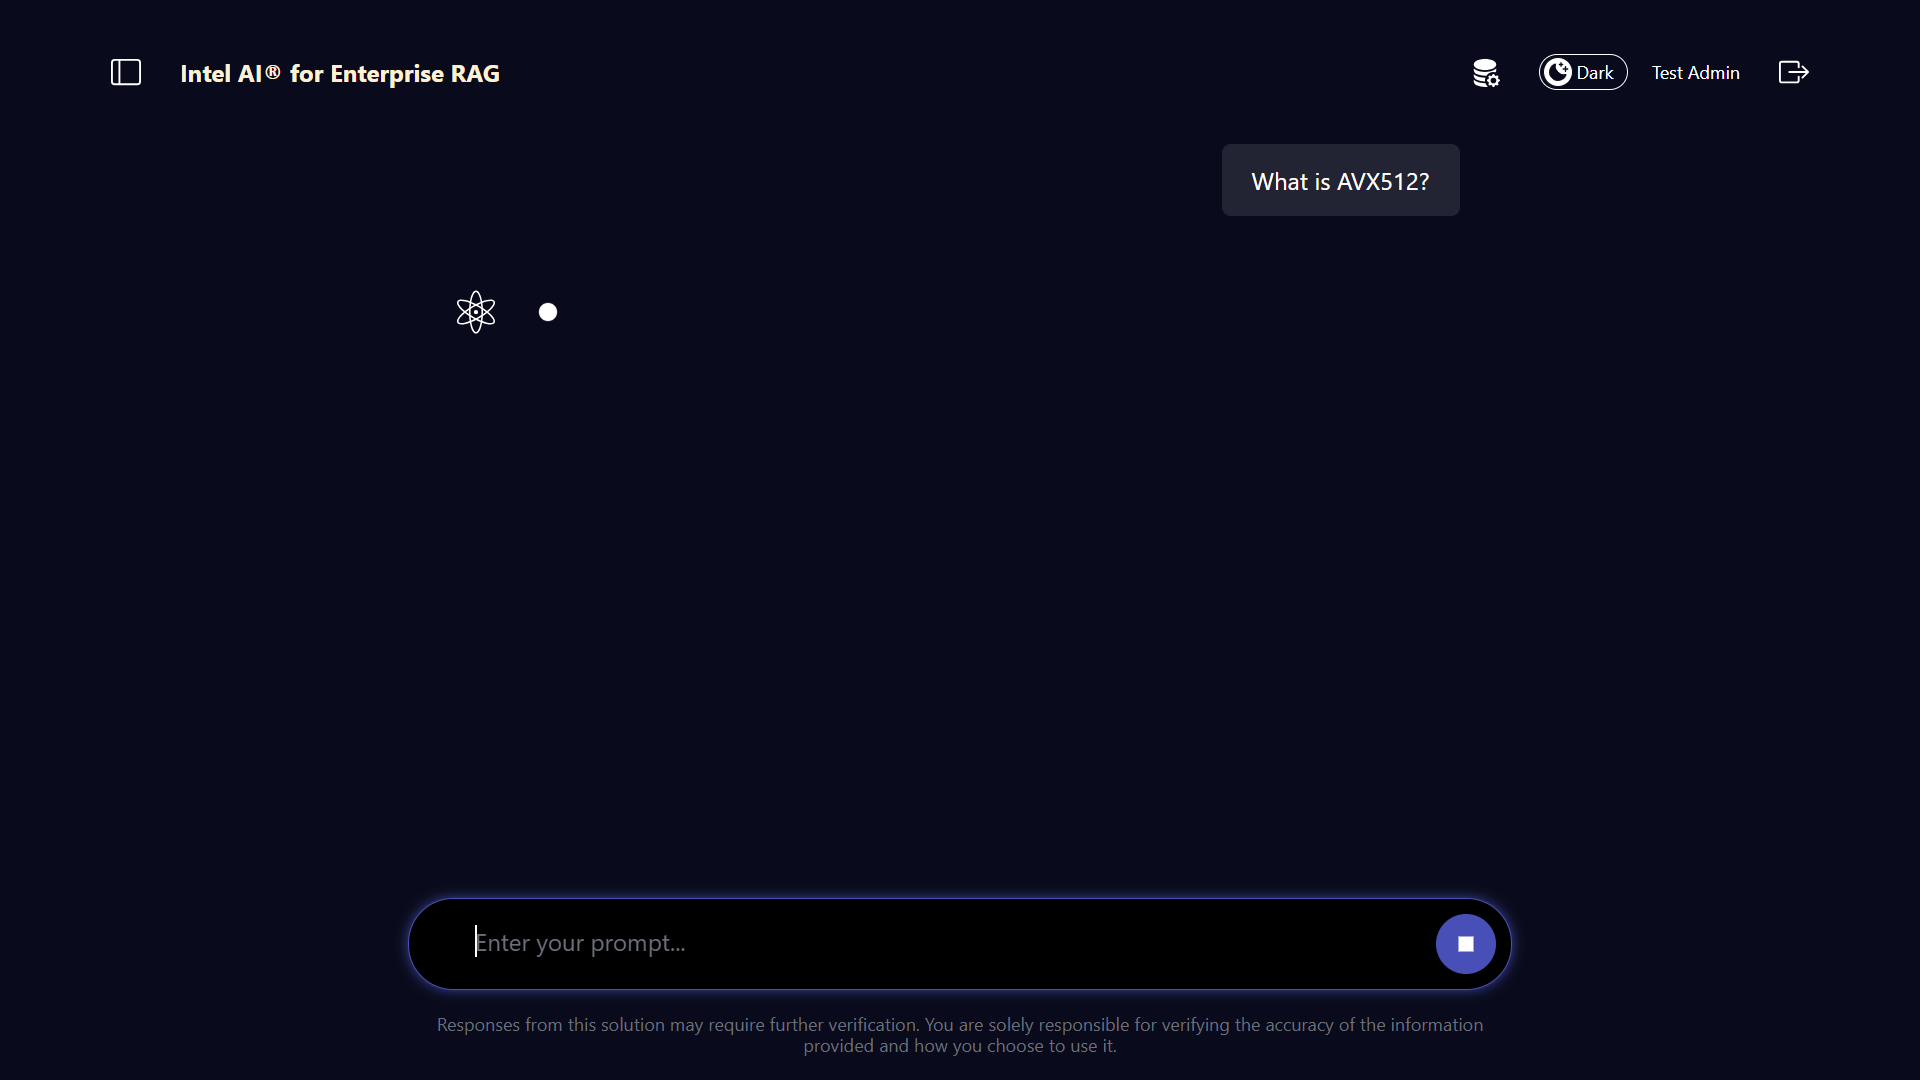 Intel AI® for Enterprise RAG
Dark
Test Admin
What is AVX512?
Enter your prompt...
Responses from this solution may require further verification. You are solely responsible for verifying the accuracy of the information
provided and how you choose to use it.